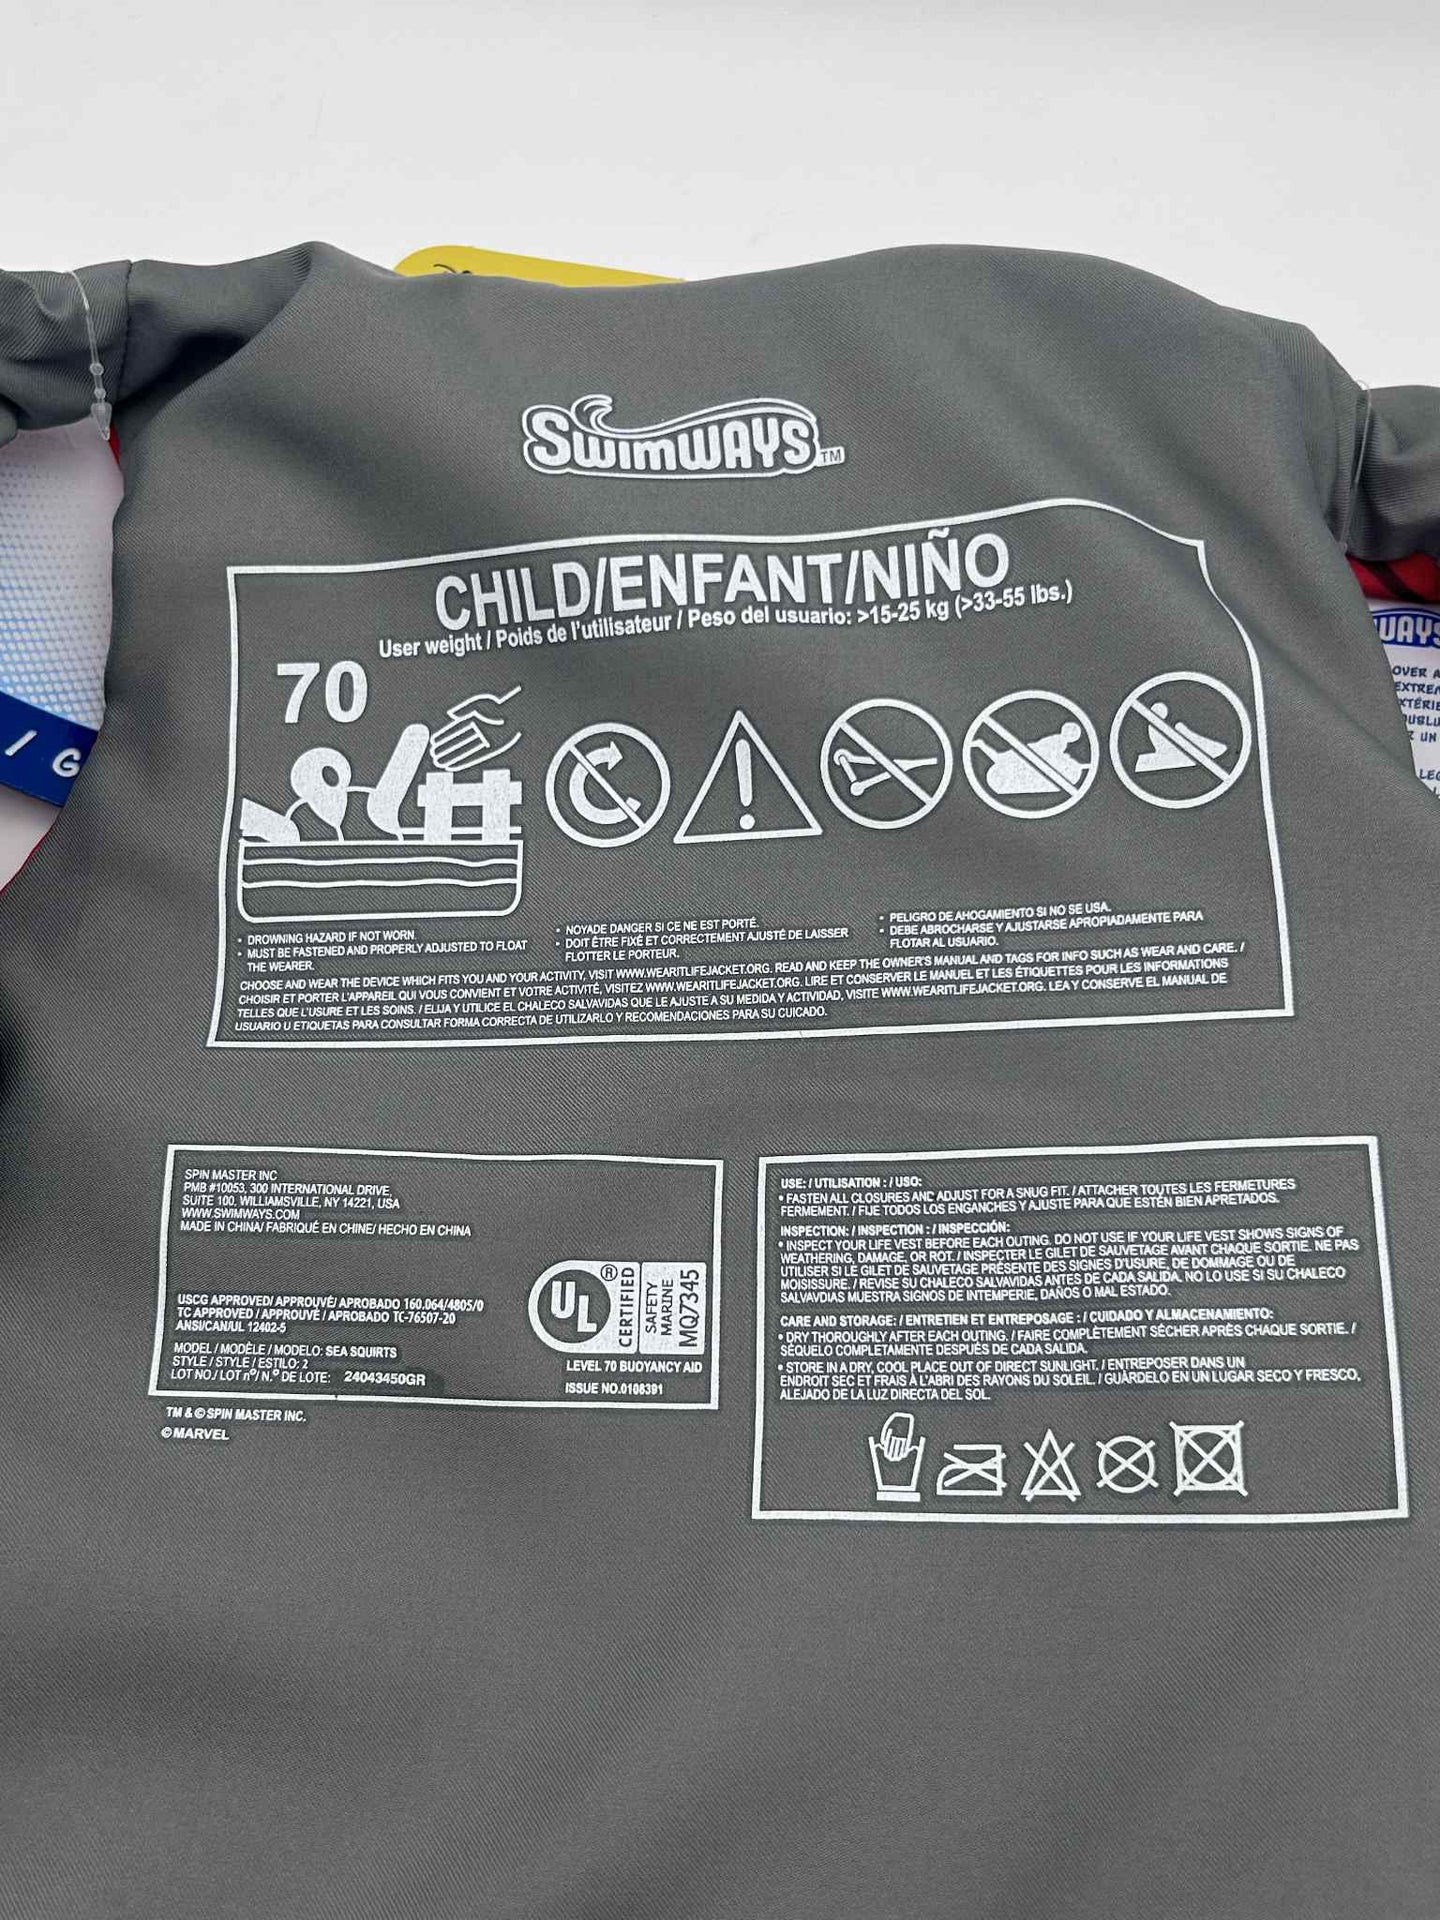 SWIMWAYS™
CHILD/ENFANT/NIÑO
User weight / Poids de l'utilisateur / Peso del usuario: >15-25 kg (>33-55 lbs.)
70
• DROWNING HAZARD IF NOT WORN.
• MUST BE FASTENED AND PROPERLY ADJUSTED TO FLOAT
THE WEARER.
• NOYADE DANGER SI CE NE EST PORTÉ.
• DOIT ÊTRE FIXÉ ET CORRECTEMENT AJUSTÉ DE LAISSER
FLOTTER LE PORTEUR.
• PELIGRO DE AHOGAMIENTO SI NO SE USA.
• DEBE ABROCHARSE Y AJUSTARSE APROPIADAMENTE PARA
FLOTAR AL USUARIO.
CHOOSE AND WEAR THE DEVICE WHICH FITS YOU AND YOUR ACTIVITY, VISIT WWW.WEARITLIFEJACKET.ORG. READ AND KEEP THE OWNER'S MANUAL AND TAGS FOR INFO SUCH AS WEAR AND CARE. /
CHOISIR ET PORTER L'APPAREIL QUI VOUS CONVIENT ET VOTRE ACTIVITÉ, VISITEZ WWW.WEARITLIFEJACKET.ORG. LIRE ET CONSERVER LE MANUEL ET LES ÉTIQUETTES POUR LES INFORMATIONS
TELLES QUE L'USURE ET LES SOINS. / ELIJA Y UTILICE EL CHALECO SALVAVIDAS QUE LE AJUSTE A SU MEDIDA Y ACTIVIDAD, VISITE WWW.WEARITLIFEJACKET.ORG. LEA Y CONSERVE EL MANUAL DE
USUARIO U ETIQUETAS PARA CONSULTAR FORMA CORRECTA DE UTILIZARLO Y RECOMENDACIONES PARA SU CUICADO.
SPIN MASTER INC
PMB #10053, 300 INTERNATIONAL DRIVE,
SUITE 100, WILLIAMSVILLE, NY 14221, USA
WWW.SWIMWAYS.COM
MADE IN CHINA/ FABRIQUÉ EN CHINE/ HECHO EN CHINA
USCG APPROVED/ APPROUVÉ/ APROBADO 160.064/4805/0
TC APPROVED / APPROUVÉ / APROBADO TC-76507-20
ANSI/CAN/UL 12402-5
MODEL / MODÈLE / MODELO: SEA SQUIRTS
STYLE / STYLE / ESTILO: 2
LOT NO./ LOT nº/ N.º DE LOTE: 24043450GR
UL®
CERTIFIED
SAFETY
MARINE
MQ7345
LEVEL 70 BUOYANCY AID
ISSUE NO.0108391
TM & © SPIN MASTER INC.
© MARVEL
USE: / UTILISATION : / USO:
• FASTEN ALL CLOSURES AND ADJUST FOR A SNUG FIT. / ATTACHER TOUTES LES FERMETURES
FERMEMENT. / FIJE TODOS LOS ENGANCHES Y AJUSTE PARA QUE ESTÉN BIEN APRETADOS.
INSPECTION: / INSPECTION : / INSPECCIÓN:
• INSPECT YOUR LIFE VEST BEFORE EACH OUTING. DO NOT USE IF YOUR LIFE VEST SHOWS SIGNS OF
WEATHERING, DAMAGE, OR ROT. / INSPECTER LE GILET DE SAUVETAGE AVANT CHAQUE SORTIE. NE PAS
UTILISER SI LE GILET DE SAUVETAGE PRÉSENTE DES SIGNES D'USURE, DE DOMMAGE OU DE
MOISISSURE. / REVISE SU CHALECO SALVAVIDAS ANTES DE CADA SALIDA. NO LO USE SI SU CHALECO
SALVAVDIAS MUESTRA SIGNOS DE INTEMPERIE, DAÑOS O MAL ESTADO.
CARE AND STORAGE: / ENTRETIEN ET ENTREPOSAGE : / CUIDADO Y ALMACENAMIENTO:
• DRY THOROUGHLY AFTER EACH OUTING. / FAIRE COMPLÈTEMENT SÉCHER APRÈS CHAQUE SORTIE. /
SÉQUELO COMPLETAMENTE DESPUÉS DE CADA SALIDA.
• STORE IN A DRY, COOL PLACE OUT OF DIRECT SUNLIGHT. / ENTREPOSER DANS UN
ENDROIT SEC ET FRAIS À L'ABRI DES RAYONS DU SOLEIL. / GUÁRDELO EN UN LUGAR SECO Y FRESCO,
ALEJADO DE LA LUZ DIRECTA DEL SOL.
/ G
WAYS
OVER A
UN